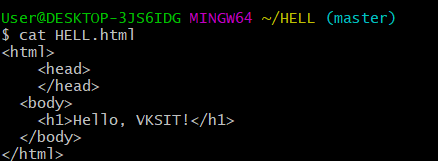 User@DESKTOP-3JS6IDG MINGW64 ~/HELL (master)
$ cat HELL.html
<html>
    <head>
    </head>
  <body>
    <h1>Hello, VKSIT!</h1>
  </body>
</html>